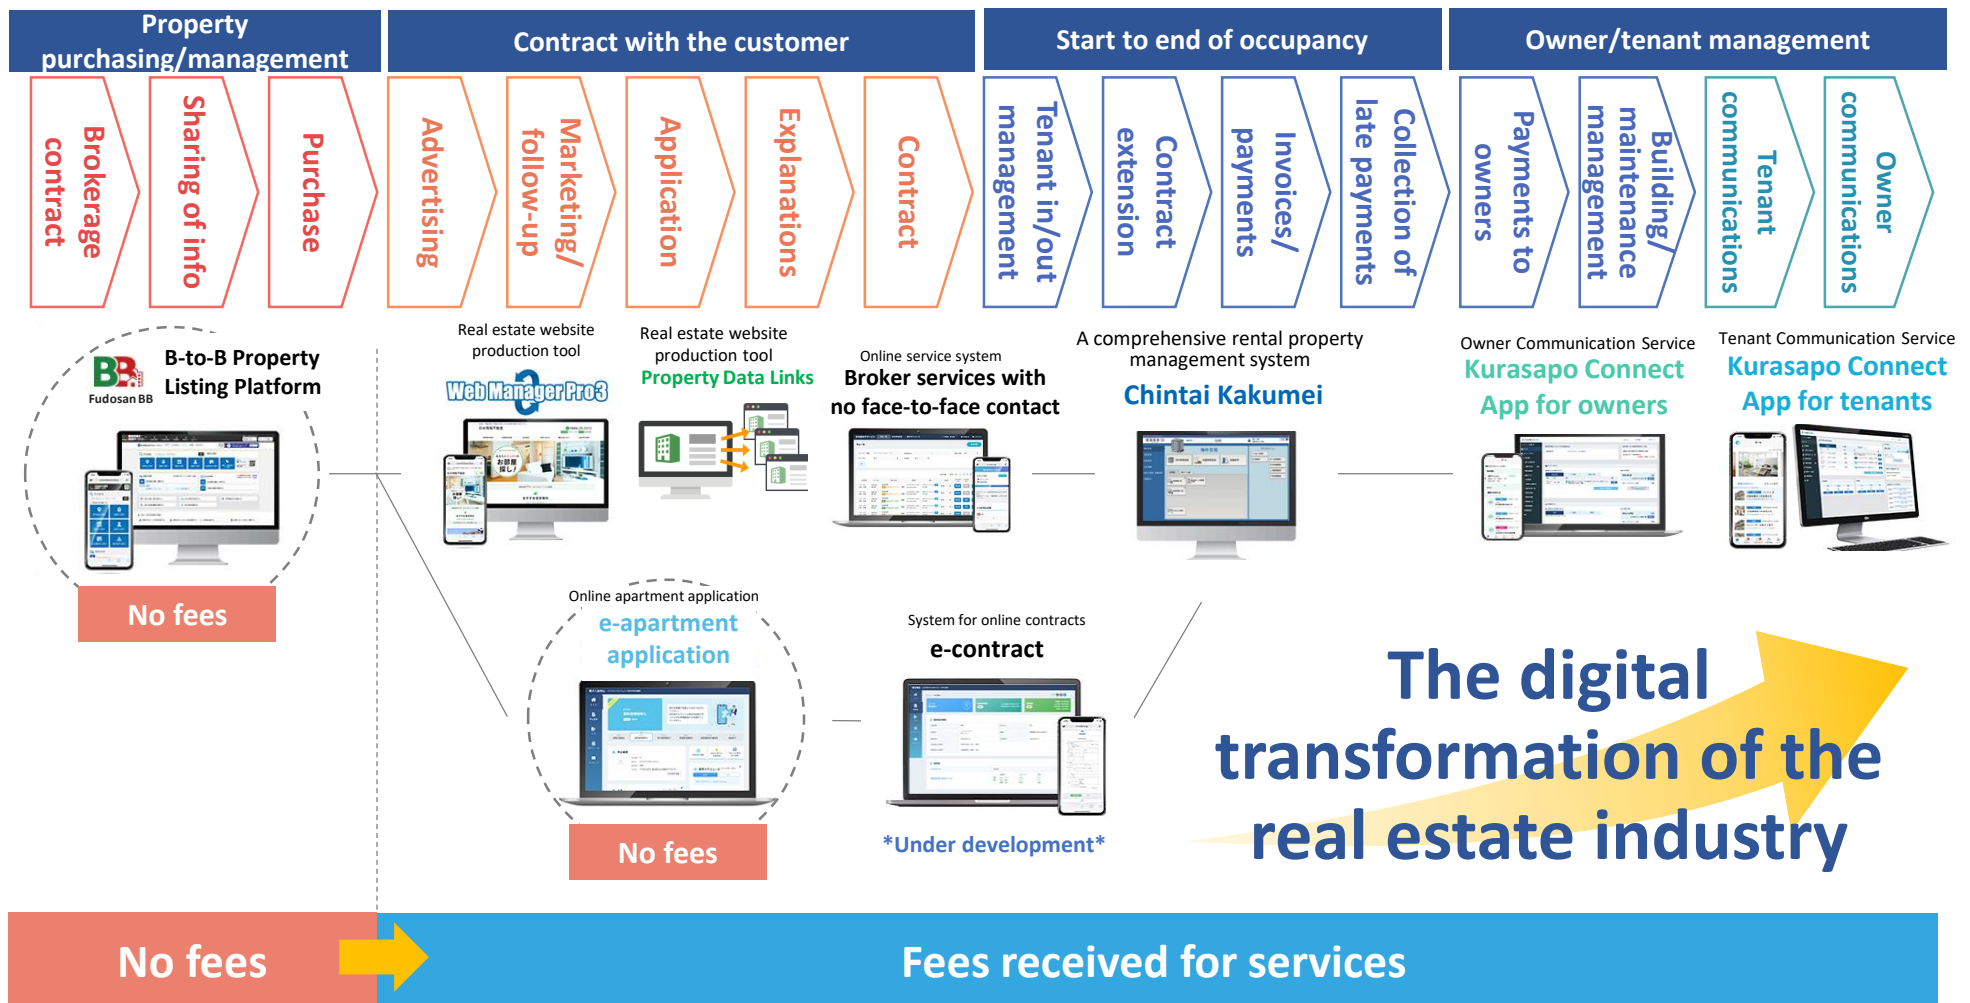 Property
purchasing/management
Contract with the customer
Start to end of occupancy
Owner/tenant management
Brokerage
contract
Sharing of info
Purchase
Advertising
Marketing/
follow-up
Application
Explanations
Contract
Tenant in/out
management
Contract
extension
Invoices/
payments
Collection of
late payments
Payments to
owners
Building/
maintenance
management
Tenant
communications
Owner
communications
BB
Fudosan BB
B-to-B Property
Listing Platform
No fees
Real estate website
production tool
Web Manager Pro3
Real estate website
production tool
Property Data Links
Online service system
Broker services with
no face-to-face contact
A comprehensive rental property
management system
Chintai Kakumei
Owner Communication Service
Kurasapo Connect
App for owners
Tenant Communication Service
Kurasapo Connect
App for tenants
お部屋
探し!
Online apartment application
e-apartment
application
No fees
System for online contracts
e-contract
*Under development*
The digital
transformation of the
real estate industry
No fees
Fees received for services